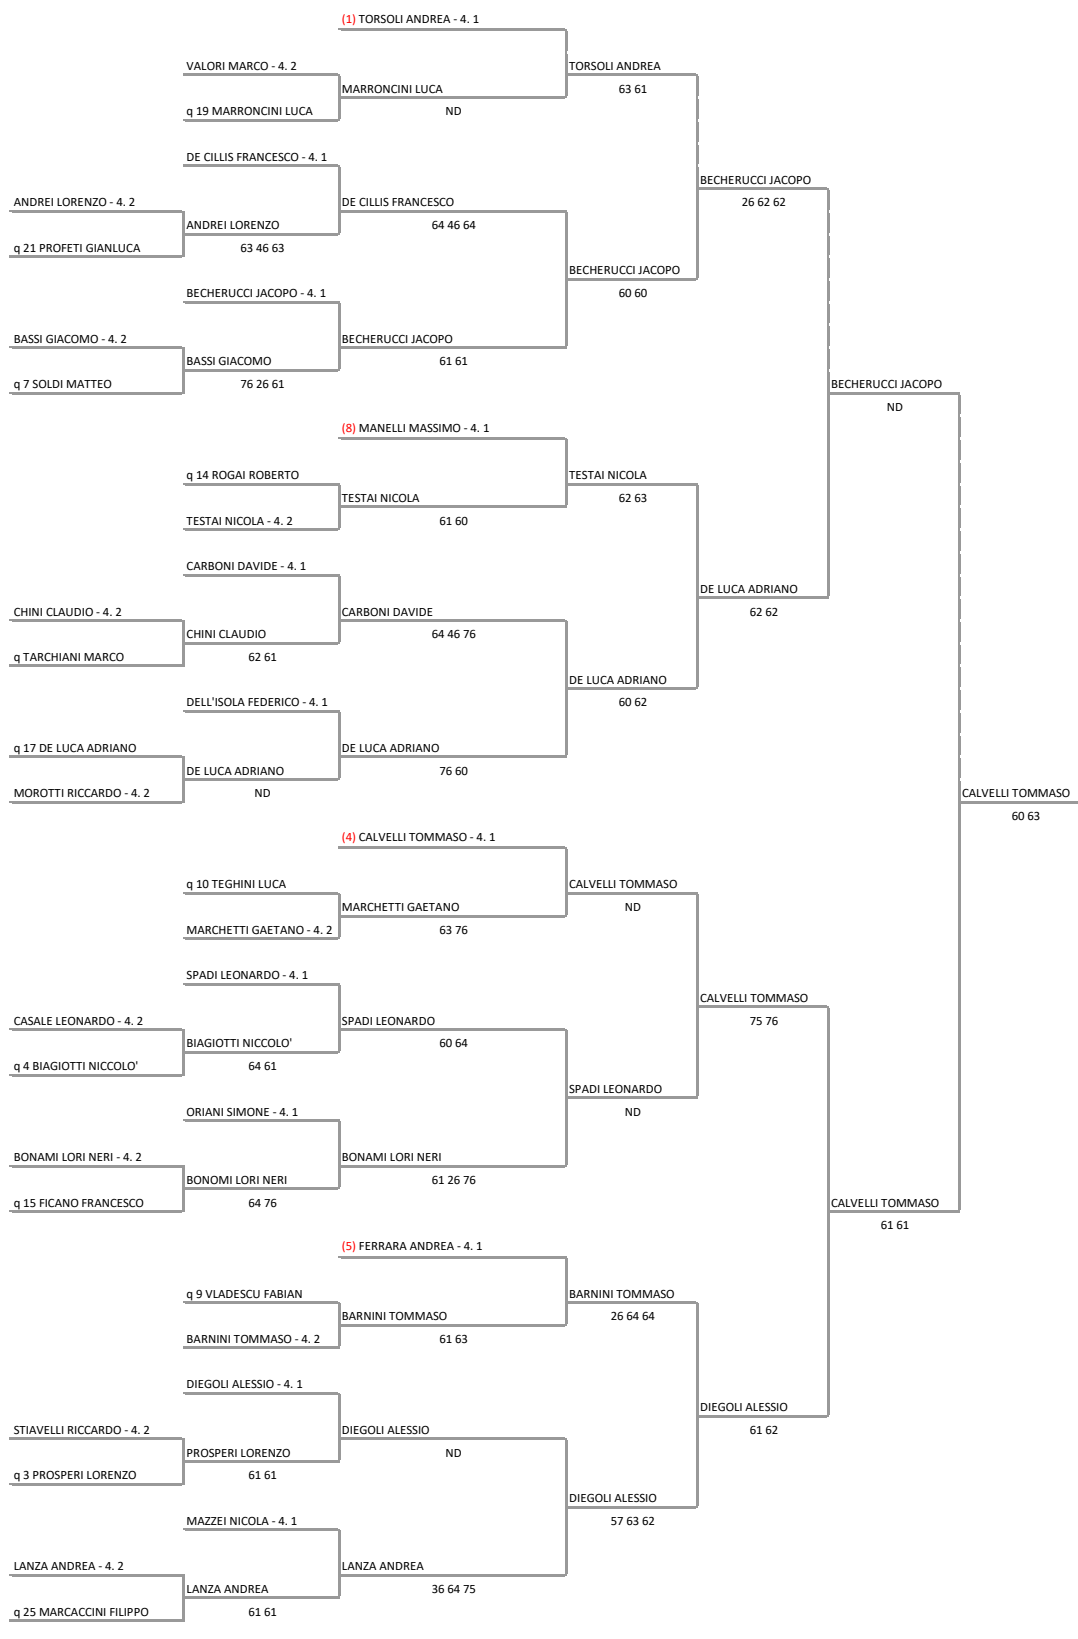 (1) TORSOLI ANDREA - 4. 1
VALORI MARCO - 4. 2
TORSOLI ANDREA
MARRONCINI LUCA
63 61
q 19 MARRONCINI LUCA
ND
DE CILLIS FRANCESCO - 4. 1
BECHERUCCI JACOPO
ANDREI LORENZO - 4. 2
DE CILLIS FRANCESCO
26 62 62
ANDREI LORENZO
64 46 64
q 21 PROFETI GIANLUCA
63 46 63
BECHERUCCI JACOPO
BECHERUCCI JACOPO - 4. 1
60 60
BASSI GIACOMO - 4. 2
BECHERUCCI JACOPO
BASSI GIACOMO
61 61
q 7 SOLDI MATTEO
76 26 61
BECHERUCCI JACOPO
ND
(8) MANELLI MASSIMO - 4. 1
q 14 ROGAI ROBERTO
TESTAI NICOLA
TESTAI NICOLA
62 63
TESTAI NICOLA - 4. 2
61 60
CARBONI DAVIDE - 4. 1
DE LUCA ADRIANO
CHINI CLAUDIO - 4. 2
CARBONI DAVIDE
62 62
CHINI CLAUDIO
64 46 76
q TARCHIANI MARCO
62 61
DE LUCA ADRIANO
DELL'ISOLA FEDERICO - 4. 1
60 62
q 17 DE LUCA ADRIANO
DE LUCA ADRIANO
DE LUCA ADRIANO
76 60
MOROTTI RICCARDO - 4. 2
ND
CALVELLI TOMMASO
60 63
(4) CALVELLI TOMMASO - 4. 1
q 10 TEGHINI LUCA
CALVELLI TOMMASO
MARCHETTI GAETANO
ND
MARCHETTI GAETANO - 4. 2
63 76
SPADI LEONARDO - 4. 1
CALVELLI TOMMASO
CASALE LEONARDO - 4. 2
SPADI LEONARDO
75 76
BIAGIOTTI NICCOLO'
60 64
q 4 BIAGIOTTI NICCOLO'
64 61
SPADI LEONARDO
ORIANI SIMONE - 4. 1
ND
BONAMI LORI NERI - 4. 2
BONAMI LORI NERI
BONOMI LORI NERI
61 26 76
q 15 FICANO FRANCESCO
64 76
CALVELLI TOMMASO
61 61
(5) FERRARA ANDREA - 4. 1
q 9 VLADESCU FABIAN
BARNINI TOMMASO
BARNINI TOMMASO
26 64 64
BARNINI TOMMASO - 4. 2
61 63
DIEGOLI ALESSIO - 4. 1
DIEGOLI ALESSIO
STIAVELLI RICCARDO - 4. 2
DIEGOLI ALESSIO
61 62
PROSPERI LORENZO
ND
q 3 PROSPERI LORENZO
61 61
DIEGOLI ALESSIO
MAZZEI NICOLA - 4. 1
57 63 62
LANZA ANDREA - 4. 2
LANZA ANDREA
LANZA ANDREA
36 64 75
q 25 MARCACCINI FILIPPO
61 61